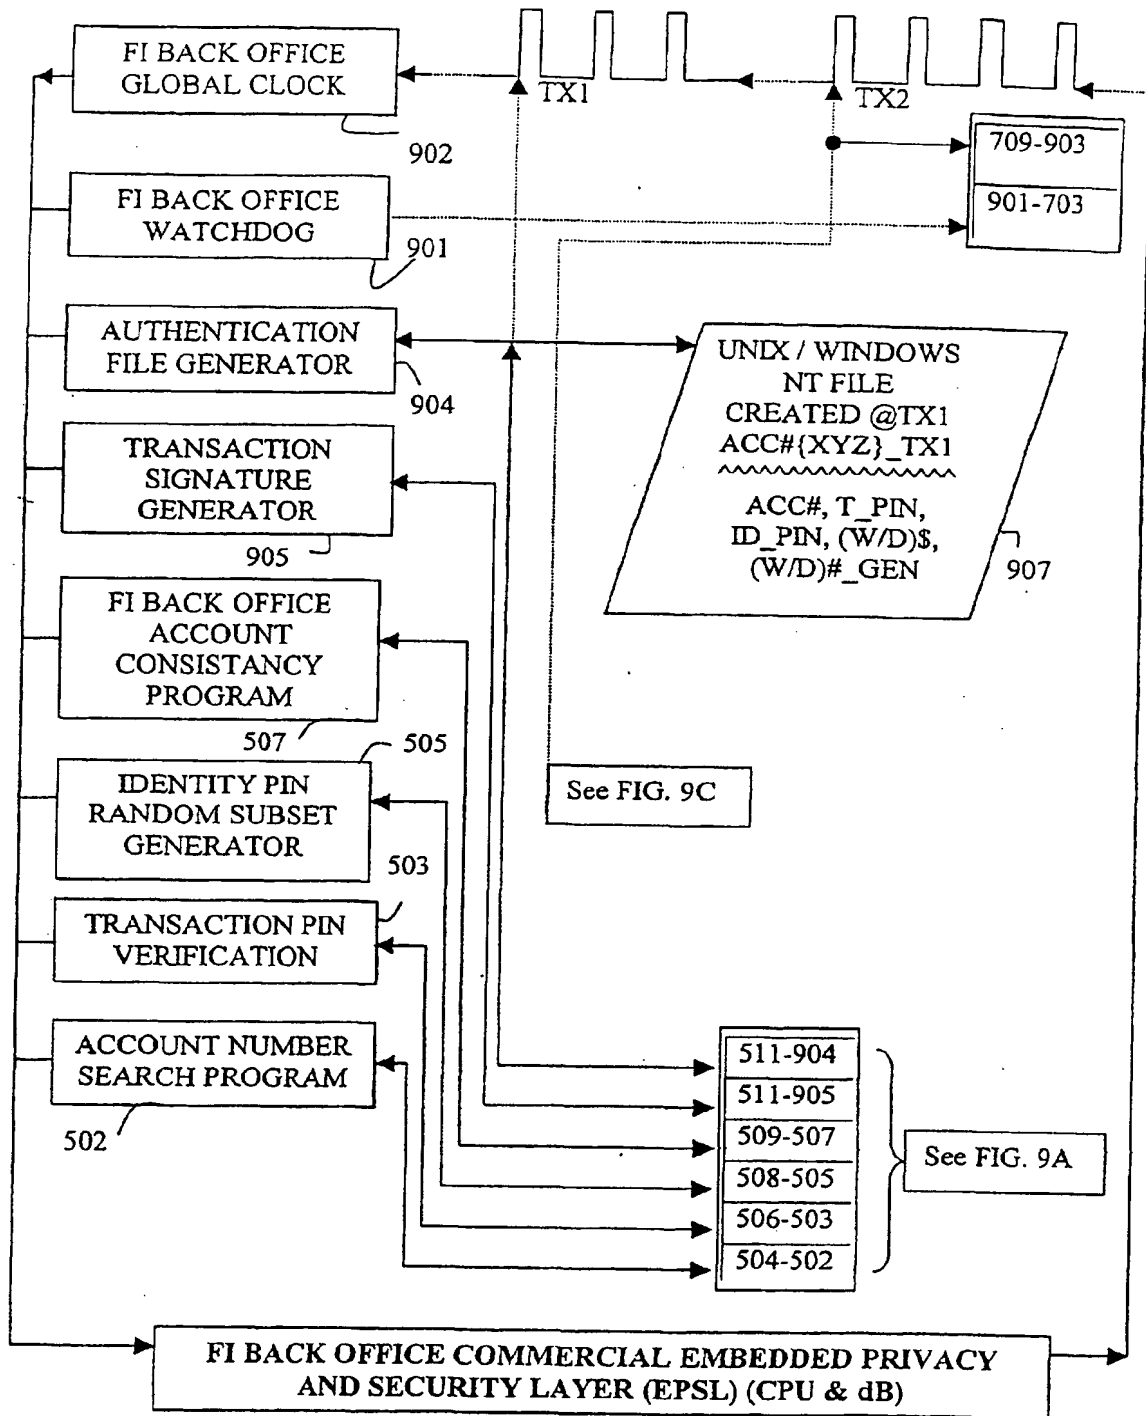 FI BACK OFFICE
GLOBAL CLOCK
902
TX1
TX2
709-903
901-703
FI BACK OFFICE
WATCHDOG
901
AUTHENTICATION
FILE GENERATOR
904
UNIX / WINDOWS
NT FILE
CREATED @TX1
ACC#{XYZ}_TX1
ACC#, T_PIN,
ID_PIN, (W/D)$,
(W/D)#_GEN
907
TRANSACTION
SIGNATURE
GENERATOR
905
FI BACK OFFICE
ACCOUNT
CONSISTANCY
PROGRAM
507
505
IDENTITY PIN
RANDOM SUBSET
GENERATOR
See FIG. 9C
503
TRANSACTION PIN
VERIFICATION
ACCOUNT NUMBER
SEARCH PROGRAM
502
511-904
511-905
509-507
508-505
506-503
504-502
See FIG. 9A
FI BACK OFFICE COMMERCIAL EMBEDDED PRIVACY
AND SECURITY LAYER (EPSL) (CPU & dB)